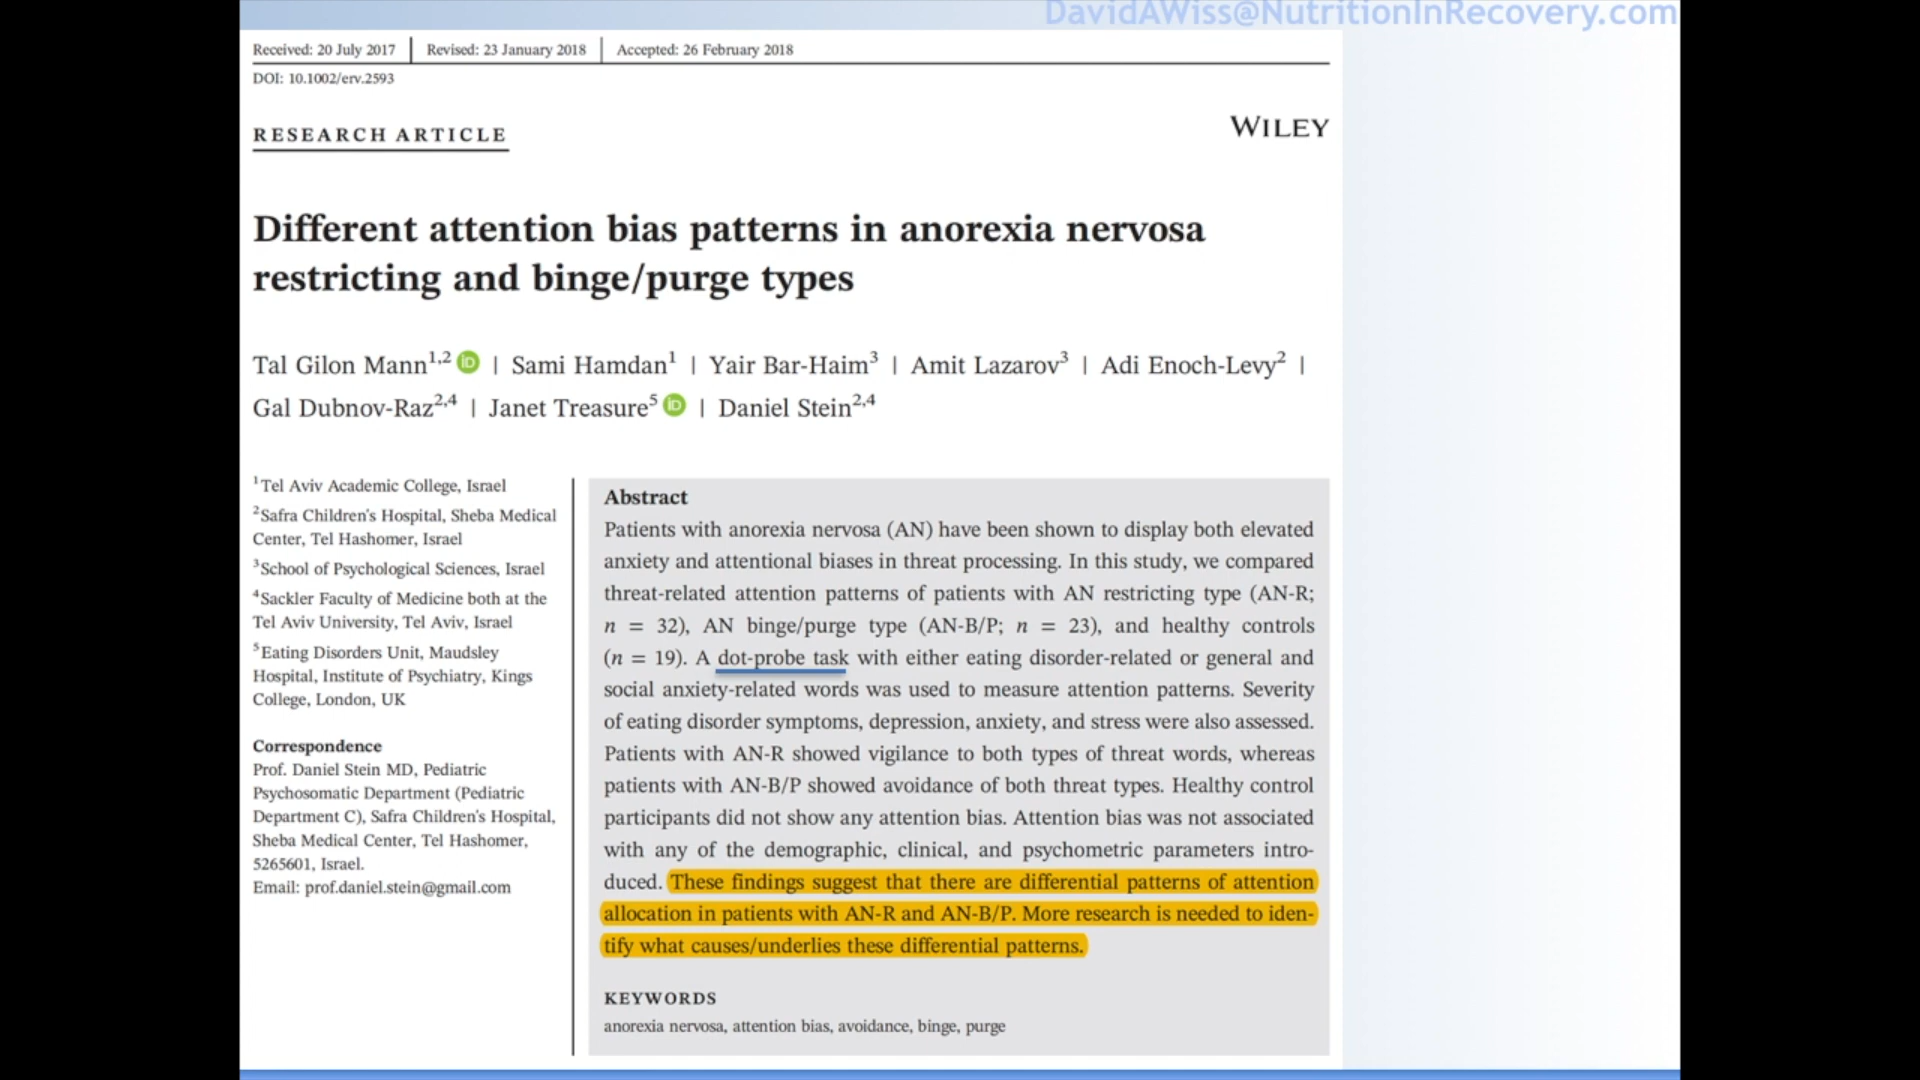 DavidAWiss@NutritionInRecovery.com
Received: 20 July 2017 | Revised: 23 January 2018 | Accepted: 26 February 2018
DOI: 10.1002/erv.2593
RESEARCH ARTICLE
WILEY
Different attention bias patterns in anorexia nervosa
restricting and binge/purge types
Tal Gilon Mann1,2 iD | Sami Hamdan1 | Yair Bar-Haim3 | Amit Lazarov3 | Adi Enoch-Levy2 |
Gal Dubnov-Raz2,4 | Janet Treasure5 iD | Daniel Stein2,4
1Tel Aviv Academic College, Israel
2Safra Children's Hospital, Sheba Medical
Center, Tel Hashomer, Israel
3School of Psychological Sciences, Israel
4Sackler Faculty of Medicine both at the
Tel Aviv University, Tel Aviv, Israel
5Eating Disorders Unit, Maudsley
Hospital, Institute of Psychiatry, Kings
College, London, UK
Correspondence
Prof. Daniel Stein MD, Pediatric
Psychosomatic Department (Pediatric
Department C), Safra Children's Hospital,
Sheba Medical Center, Tel Hashomer,
5265601, Israel.
Email: prof.daniel.stein@gmail.com
Abstract
Patients with anorexia nervosa (AN) have been shown to display both elevated
anxiety and attentional biases in threat processing. In this study, we compared
threat-related attention patterns of patients with AN restricting type (AN-R;
n = 32), AN binge/purge type (AN-B/P; n = 23), and healthy controls
(n = 19). A dot-probe task with either eating disorder-related or general and
social anxiety-related words was used to measure attention patterns. Severity
of eating disorder symptoms, depression, anxiety, and stress were also assessed.
Patients with AN-R showed vigilance to both types of threat words, whereas
patients with AN-B/P showed avoidance of both threat types. Healthy control
participants did not show any attention bias. Attention bias was not associated
with any of the demographic, clinical, and psychometric parameters intro-
duced. These findings suggest that there are differential patterns of attention
allocation in patients with AN-R and AN-B/P. More research is needed to iden-
tify what causes/underlies these differential patterns.
KEYWORDS
anorexia nervosa, attention bias, avoidance, binge, purge